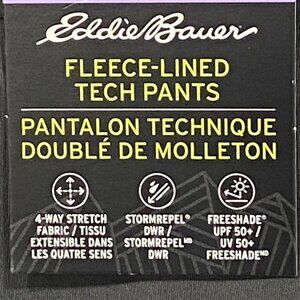 Eddie Bauer
FLEECE-LINED
TECH PANTS
PANTALON TECHNIQUE
DOUBLÉ DE MOLLETON
4-WAY STRETCH
FABRIC / TISSU
EXTENSIBLE DANS
LES QUATRE SENS
STORMREPEL®
DWR /
STORMREPELᴹᴰ
DWR
FREESHADE®
UPF 50+ /
UV 50+
FREESHADEᴹᴰ